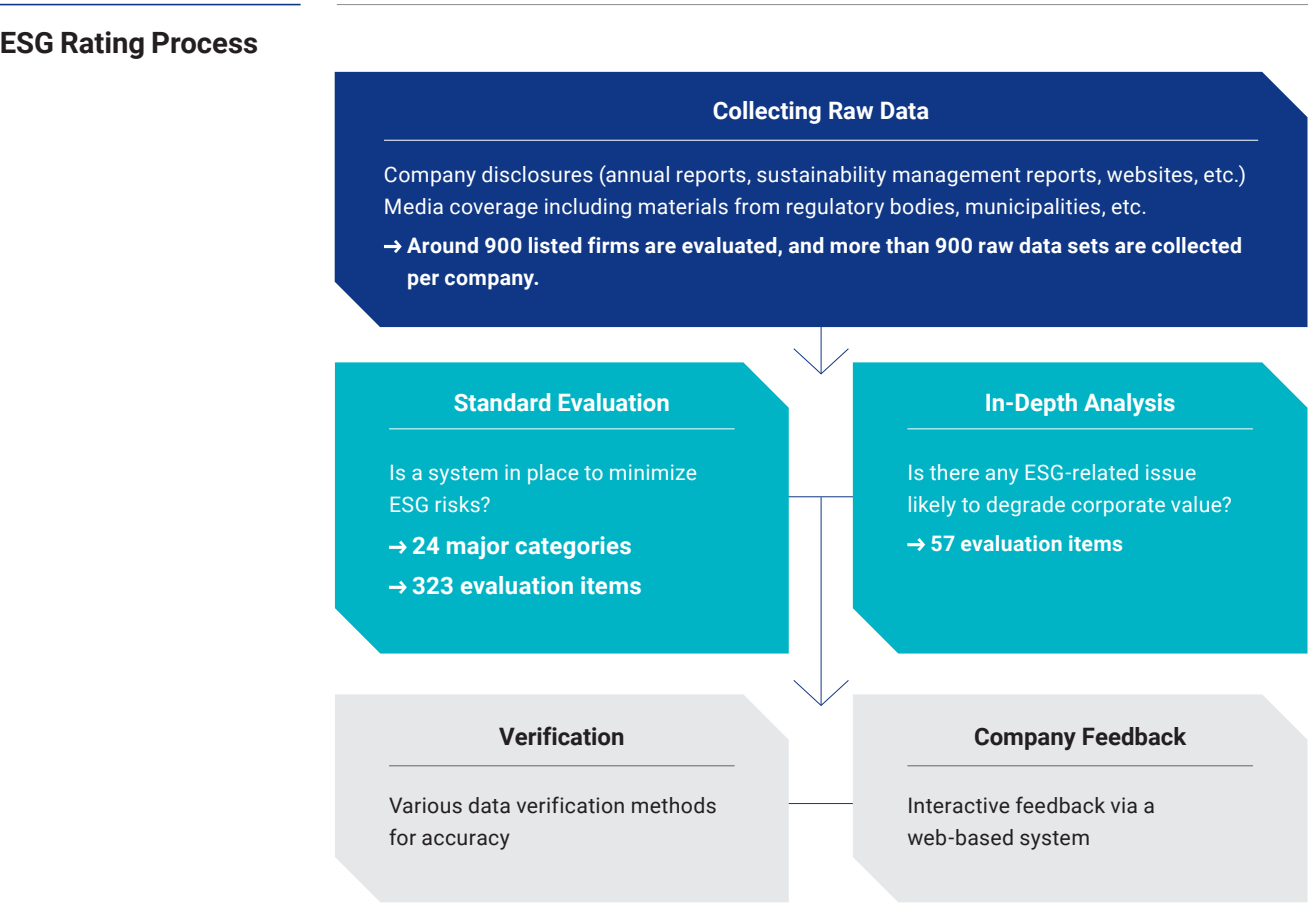 ESG Rating Process
Collecting Raw Data
Company disclosures (annual reports, sustainability management reports, websites, etc.)
Media coverage including materials from regulatory bodies, municipalities, etc.
→ Around 900 listed firms are evaluated, and more than 900 raw data sets are collected
per company.
Standard Evaluation
Is a system in place to minimize
ESG risks?
→ 24 major categories
→ 323 evaluation items
In-Depth Analysis
Is there any ESG-related issue
likely to degrade corporate value?
→ 57 evaluation items
Verification
Various data verification methods
for accuracy
Company Feedback
Interactive feedback via a
web-based system